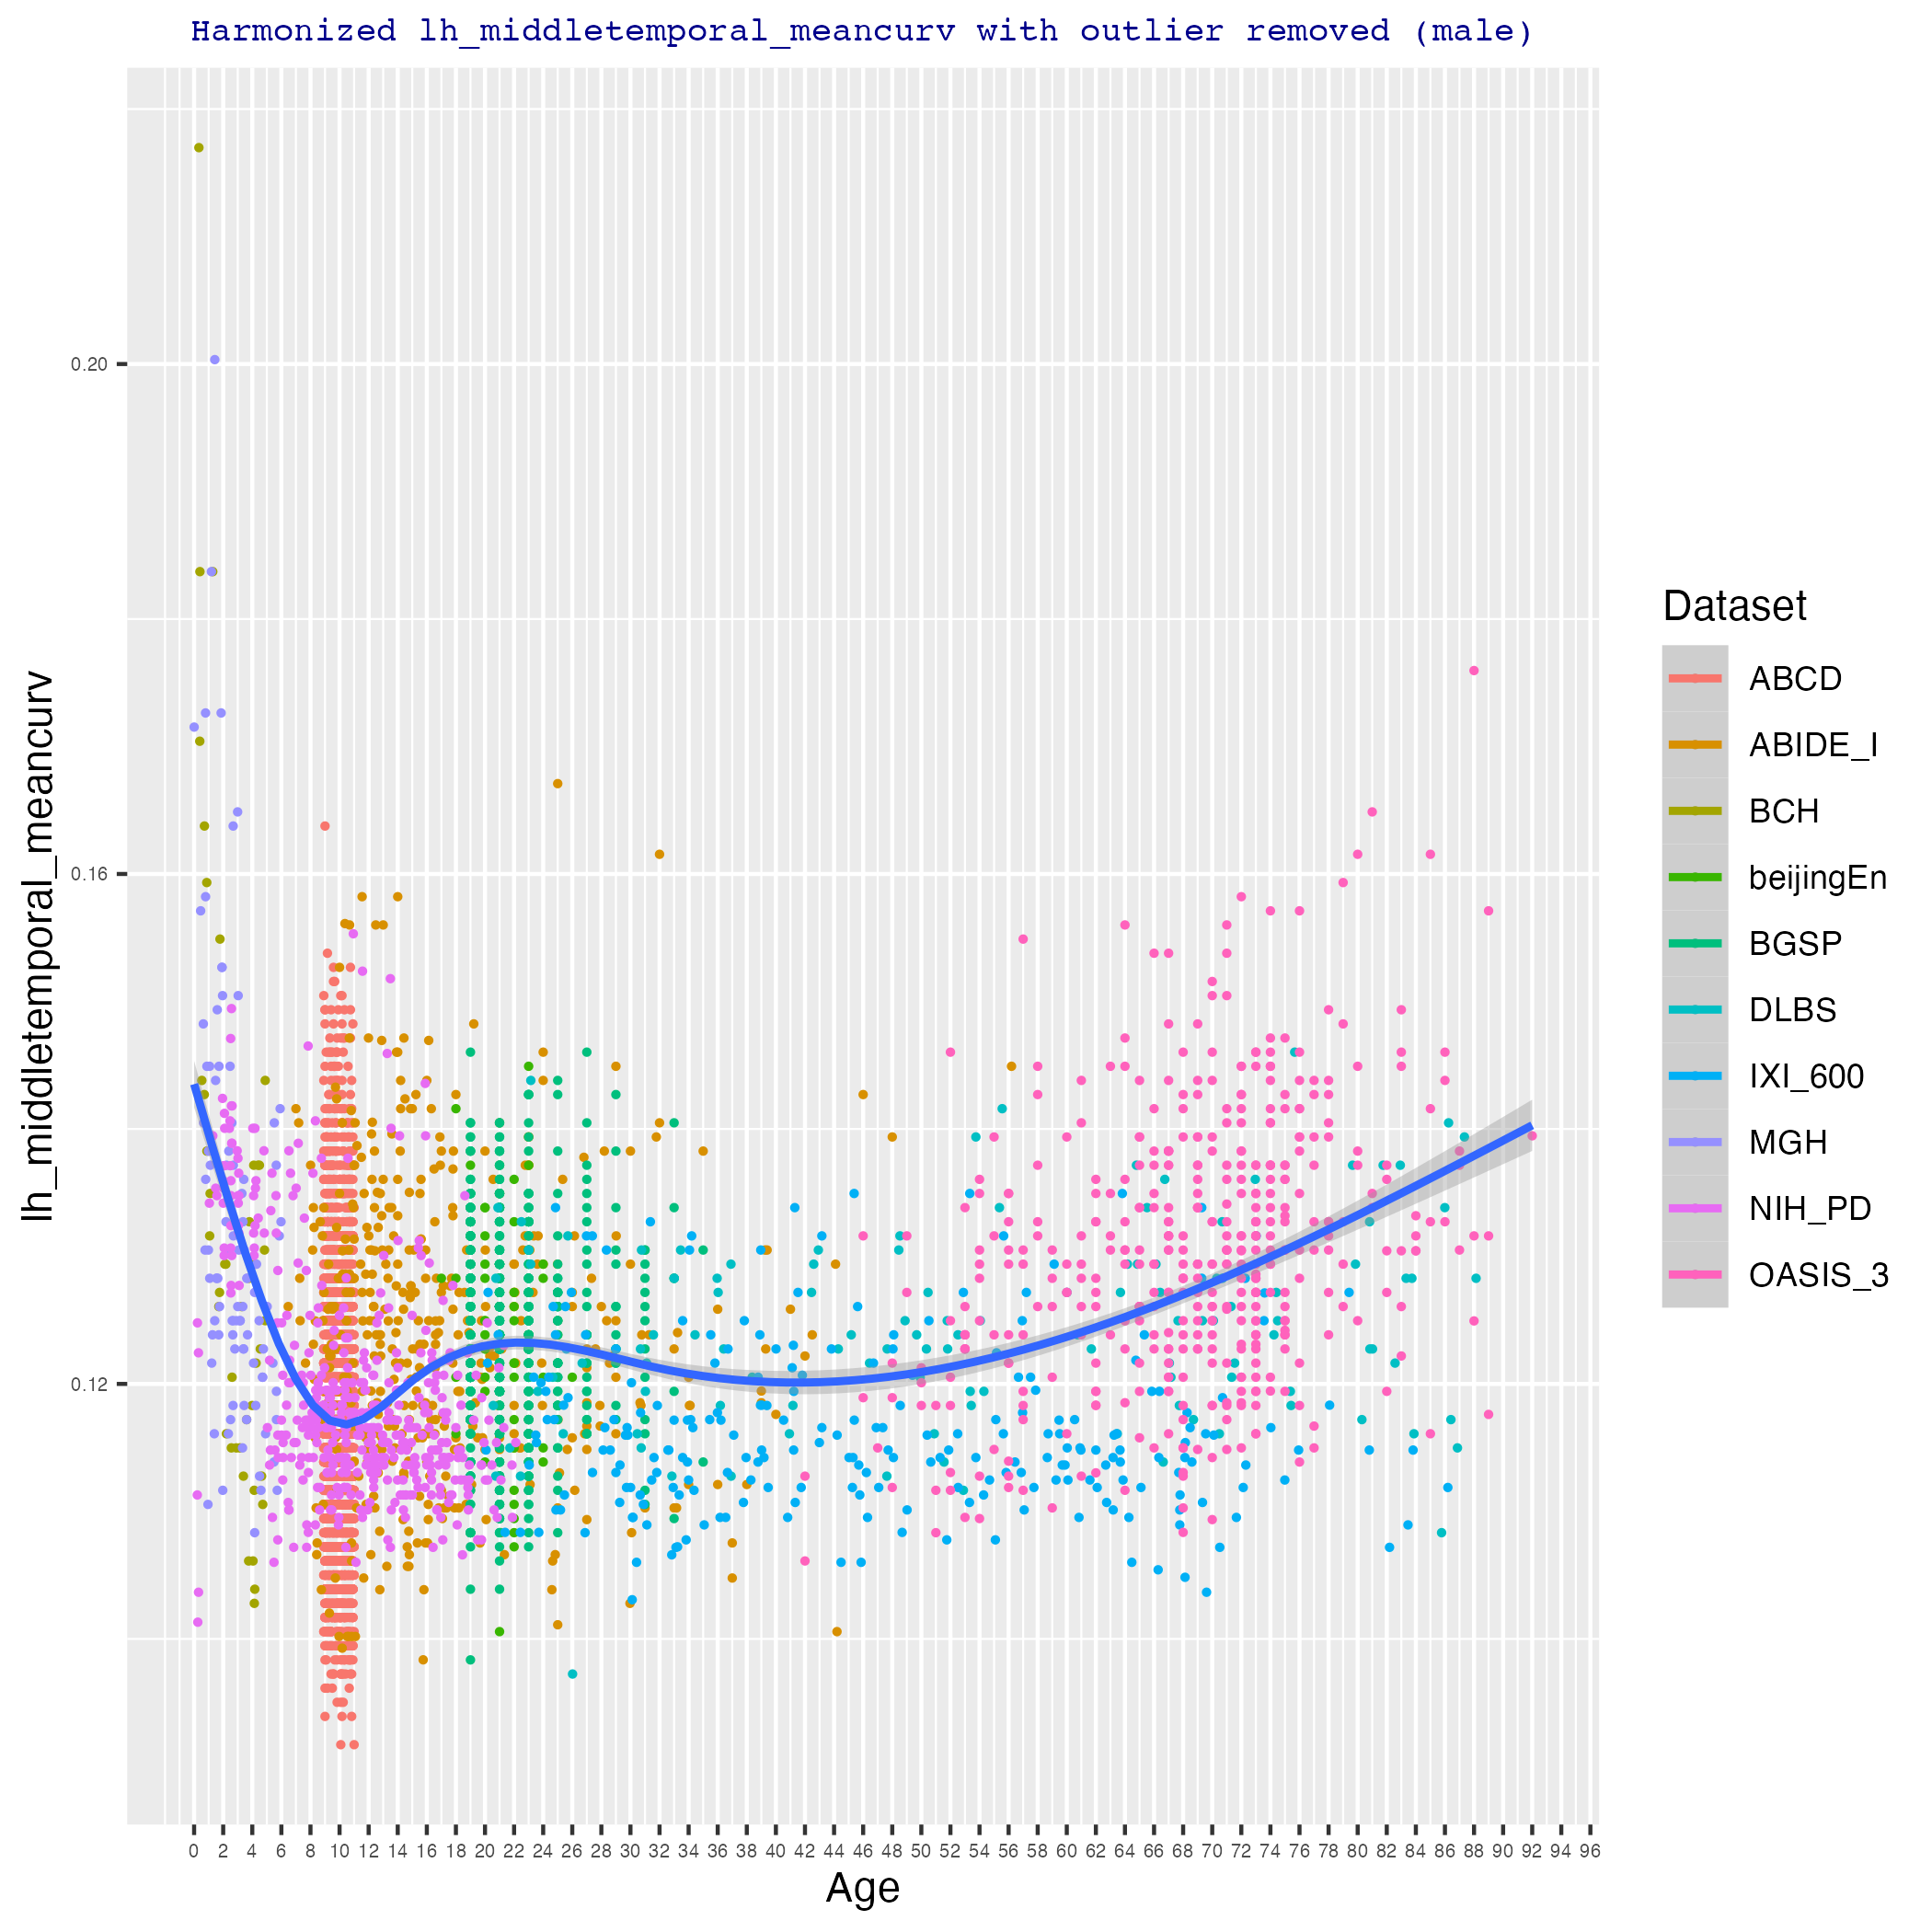 Harmonized lh_middletemporal_meancurv with outlier removed (male)
lh_middletemporal_meancurv
0.20
0.16
0.12
0 2 4 6 8 10 12 14 16 18 20 22 24 26 28 30 32 34 36 38 40 42 44 46 48 50 52 54 56 58 60 62 64 66 68 70 72 74 76 78 80 82 84 86 88 90 92 94 96
Age
Dataset
ABCD
ABIDE_I
BCH
beijingEn
BGSP
DLBS
IXI_600
MGH
NIH_PD
OASIS_3